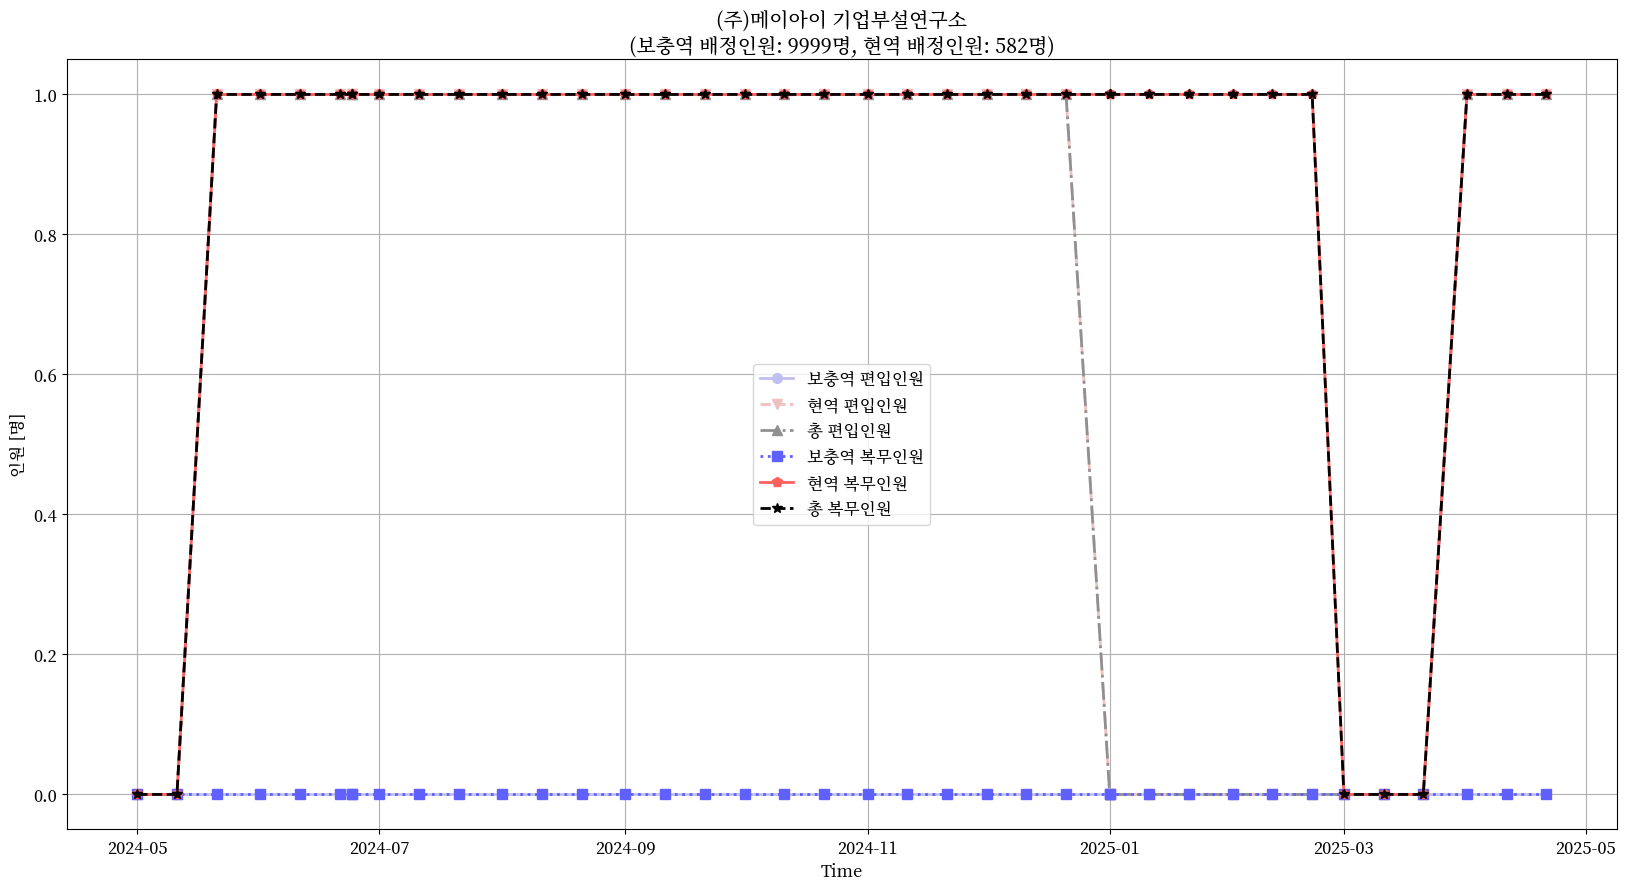 (주)메이아이 기업부설연구소
(보충역 배정인원: 9999명, 현역 배정인원: 582명)
인원 [명]
1.0
0.8
0.6
0.4
0.2
0.0
보충역 편입인원
현역 편입인원
총 편입인원
보충역 복무인원
현역 복무인원
총 복무인원
2024-05 2024-07 2024-09 2024-11 2025-01 2025-03 2025-05
Time